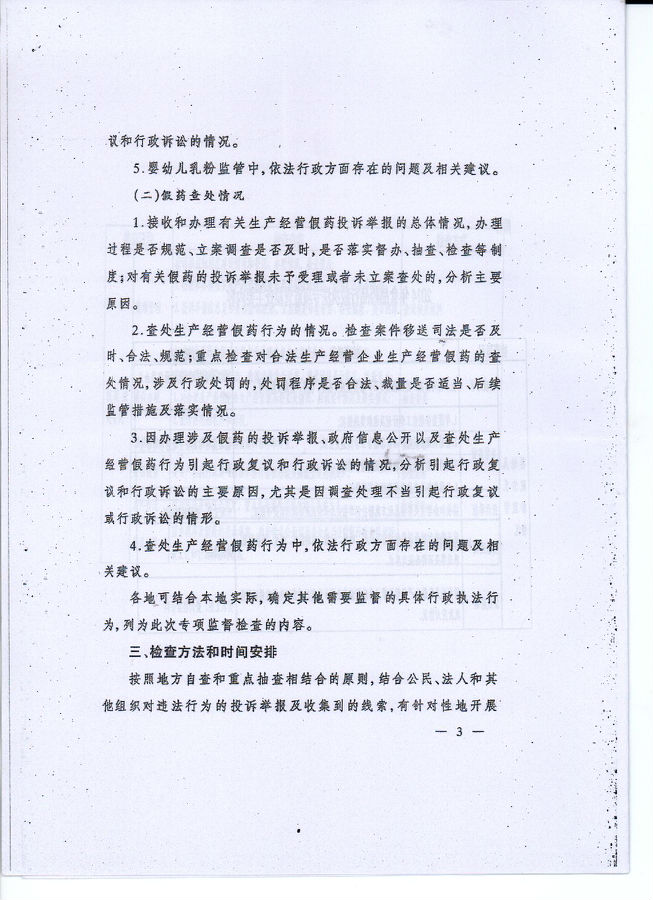 议和行政诉讼的情况。
5.婴幼儿乳粉监管中,依法行政方面存在的问题及相关建议。
(二)假药查处情况
1.接收和办理有关生产经营假药投诉举报的总体情况,办理
过程是否规范、立案调查是否及时,是否落实督办、抽查、检查等制
度;对有关假药的投诉举报未予受理或者未立案查处的,分析主要
原因。
2.查处生产经营假药行为的情况。检查案件移送司法是否及
时、合法、规范;重点检查对合法生产经营企业生产经营假药的查
处情况,涉及行政处罚的,处罚程序是否合法、裁量是否适当、后续
监管措施及落实情况。
3.因办理涉及假药的投诉举报、政府信息公开以及查处生产
经营假药行为引起行政复议和行政诉讼的情况,分析引起行政复
议和行政诉讼的主要原因,尤其是因调查处理不当引起行政复议
或行政诉讼的情形。
4.查处生产经营假药行为中,依法行政方面存在的问题及相
关建议。
各地可结合本地实际,确定其他需要监督的具体行政执法行
为,列为此次专项监督检查的内容。
三、检查方法和时间安排
按照地方自查和重点抽查相结合的原则,结合公民、法人和其
他组织对违法行为的投诉举报及收集到的线索,有针对性地开展
— 3 —